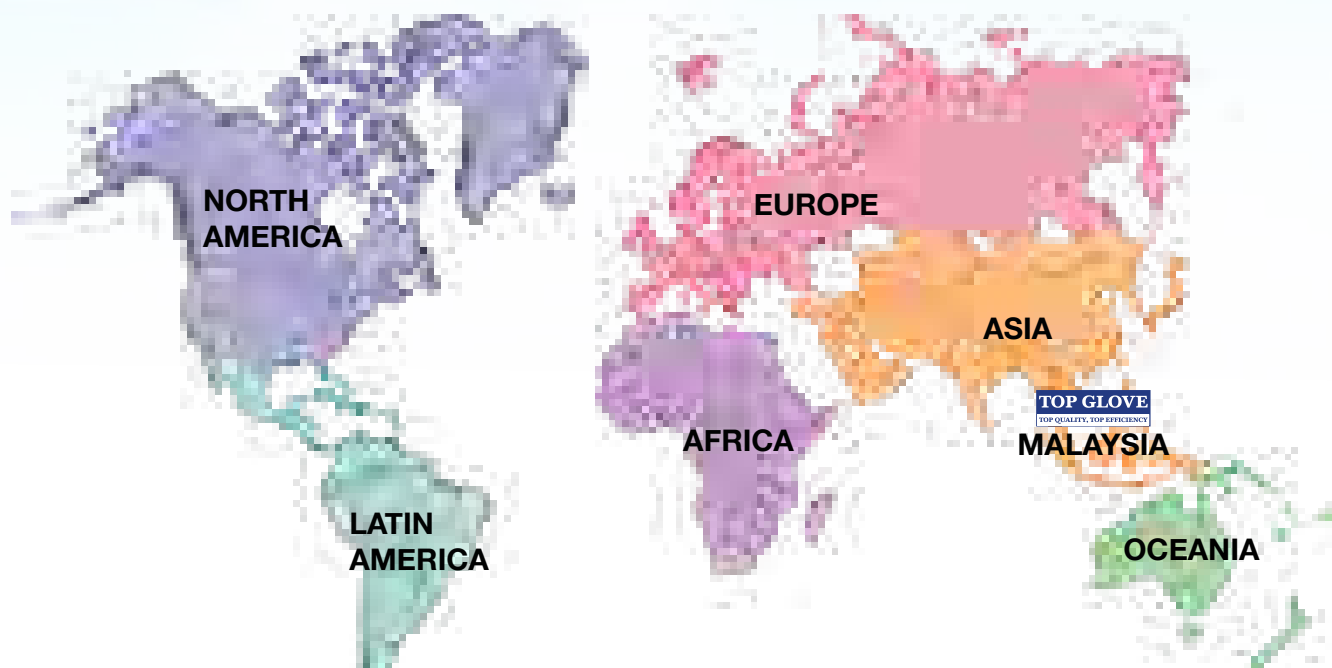 NORTH
AMERICA
EUROPE
ASIA
TOP GLOVE
TOP QUALITY, TOP EFFICIENCY
MALAYSIA
AFRICA
LATIN
AMERICA
OCEANIA